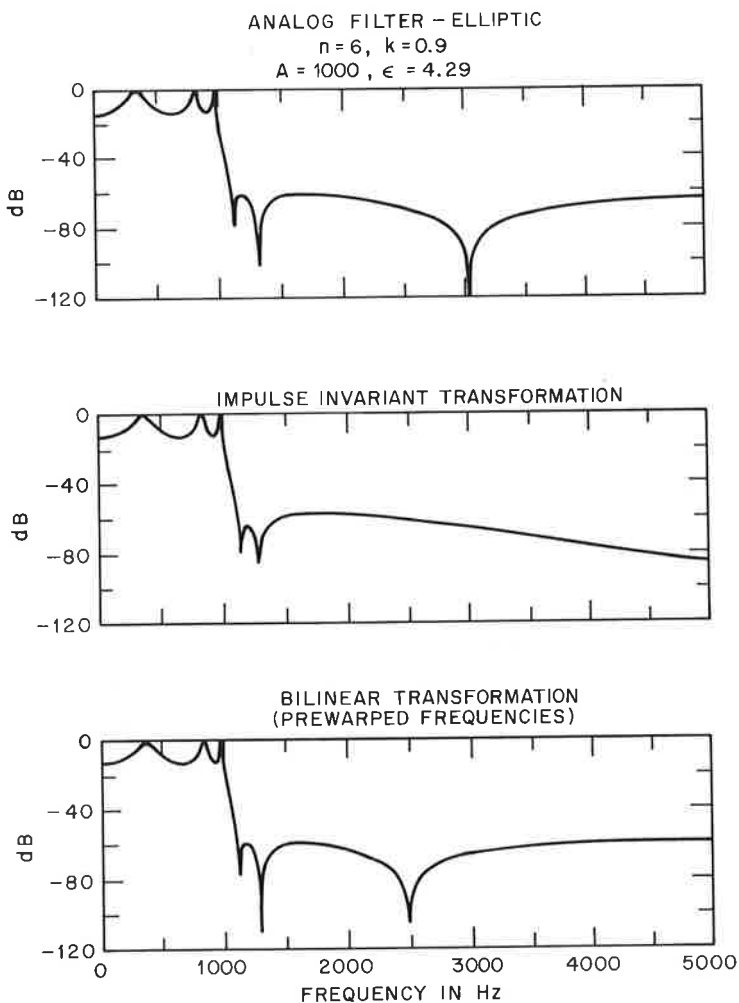 ANALOG FILTER – ELLIPTIC
n=6, k=0.9
A=1000, ϵ=4.29
0
-40
-80
-120
dB
IMPULSE INVARIANT TRANSFORMATION
0
-40
-80
-120
dB
BILINEAR TRANSFORMATION
(PREWARPED FREQUENCIES)
0
-40
-80
-120
dB
0 1000 2000 3000 4000 5000
FREQUENCY IN Hz